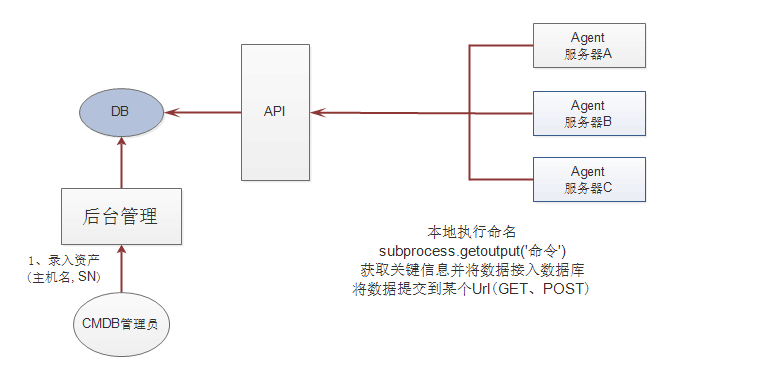 Agent
服务器A
DB
API
Agent
服务器B
Agent
服务器C
后台管理
本地执行命名
subprocess.getoutput('命令')
获取关键信息并将数据接入数据库
将数据提交到某个Url(GET、POST)
1、录入资产
(主机名, SN)
CMDB管理员